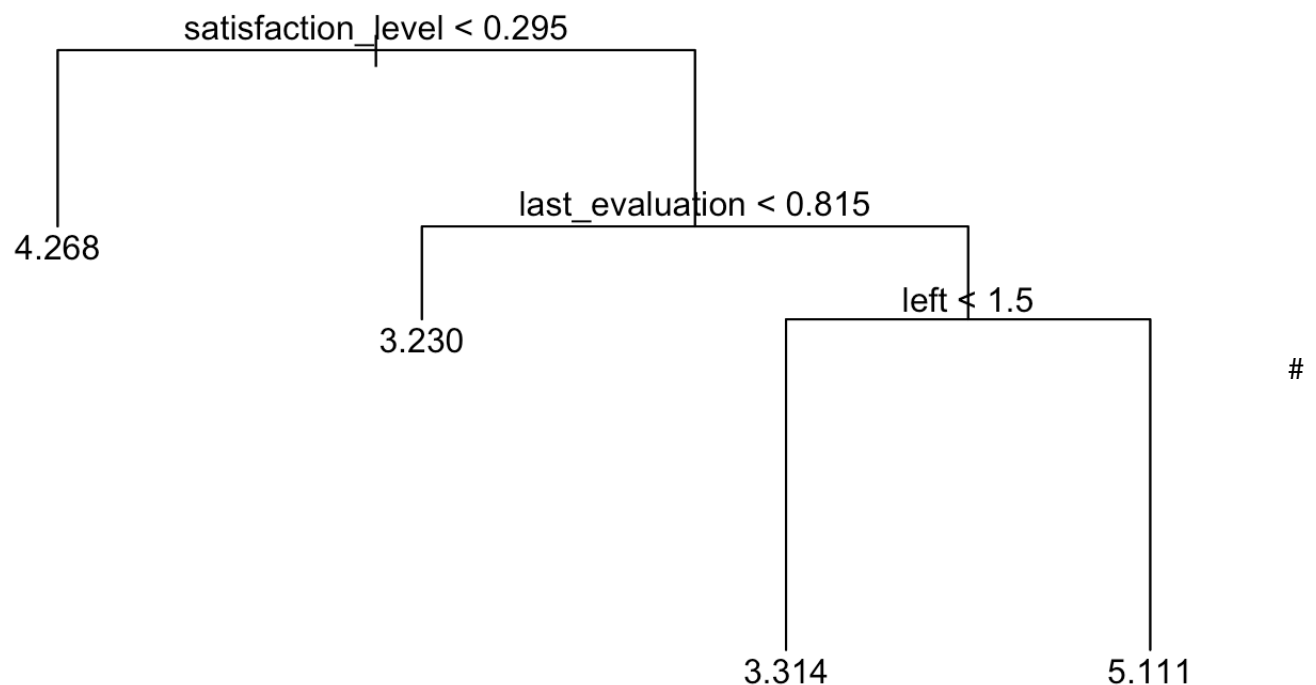 satisfaction_level < 0.295
last_evaluation < 0.815
4.268
left < 1.5
3.230
#
3.314
5.111